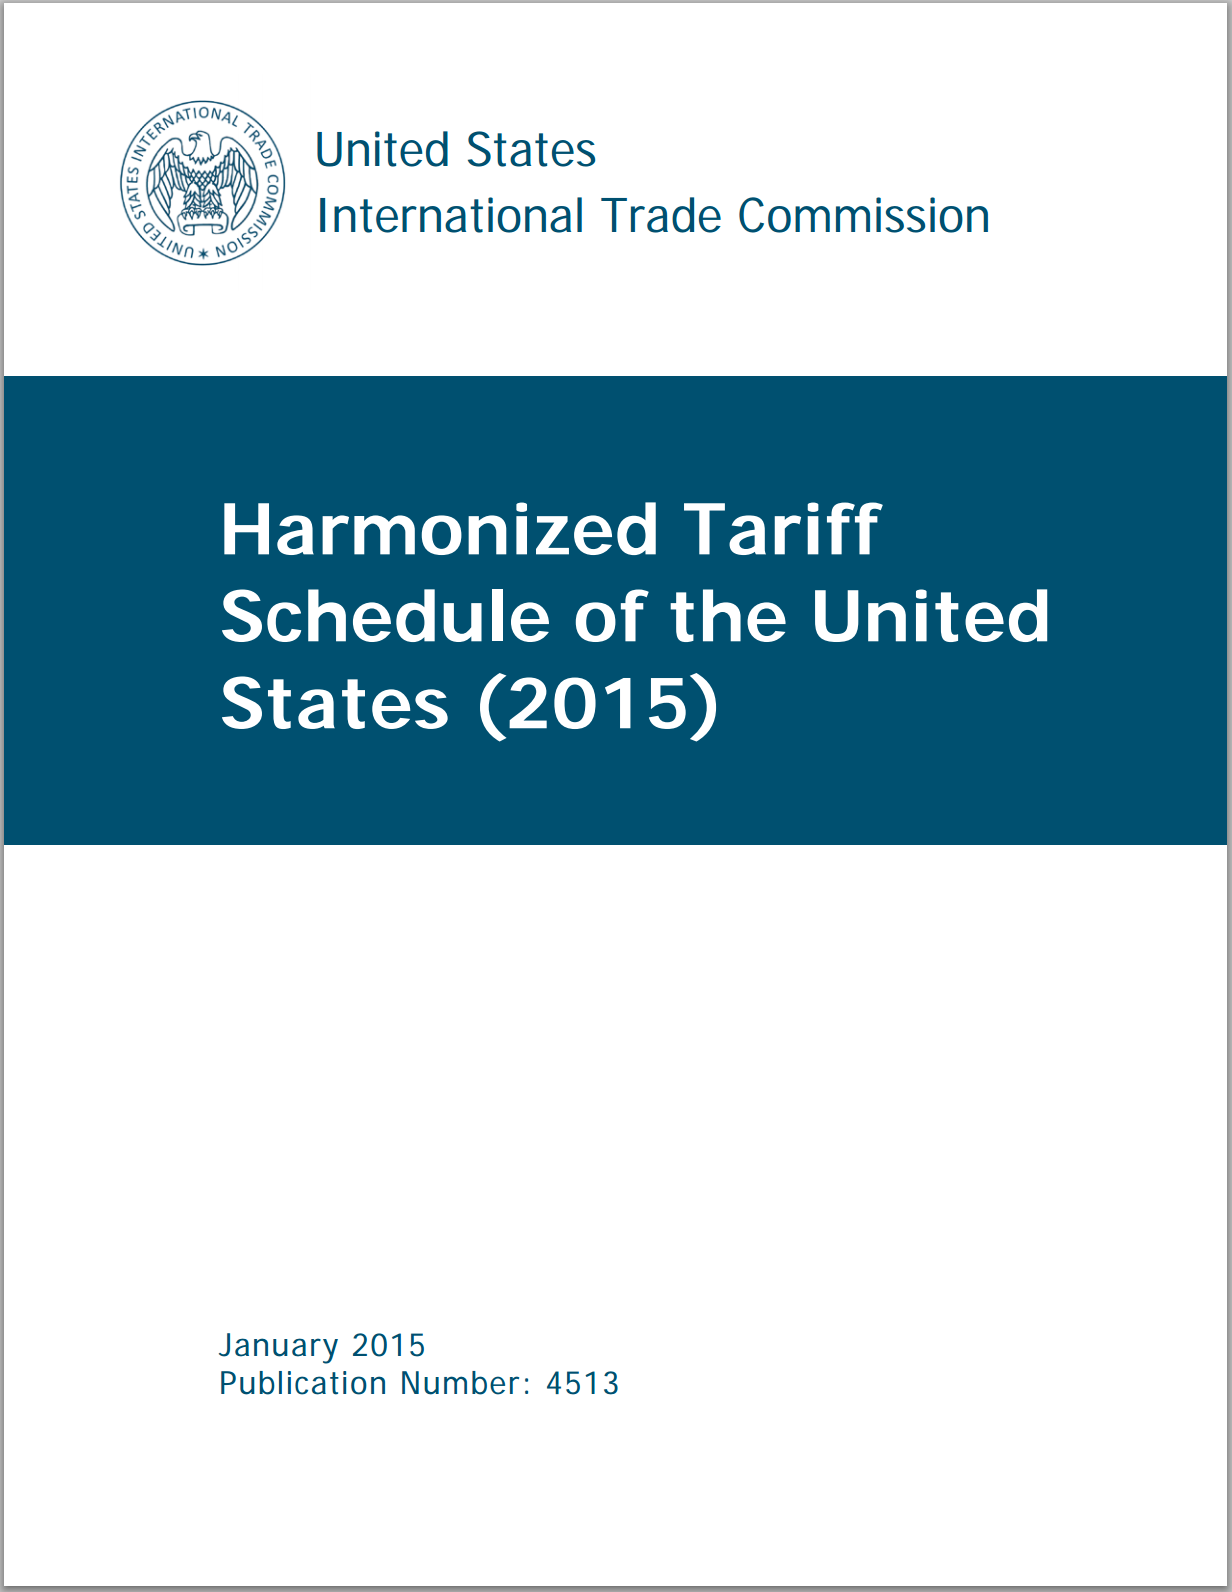 UNITED STATES INTERNATIONAL TRADE COMMISSION
United States
International Trade Commission
Harmonized Tariff
Schedule of the United
States (2015)
January 2015
Publication Number: 4513